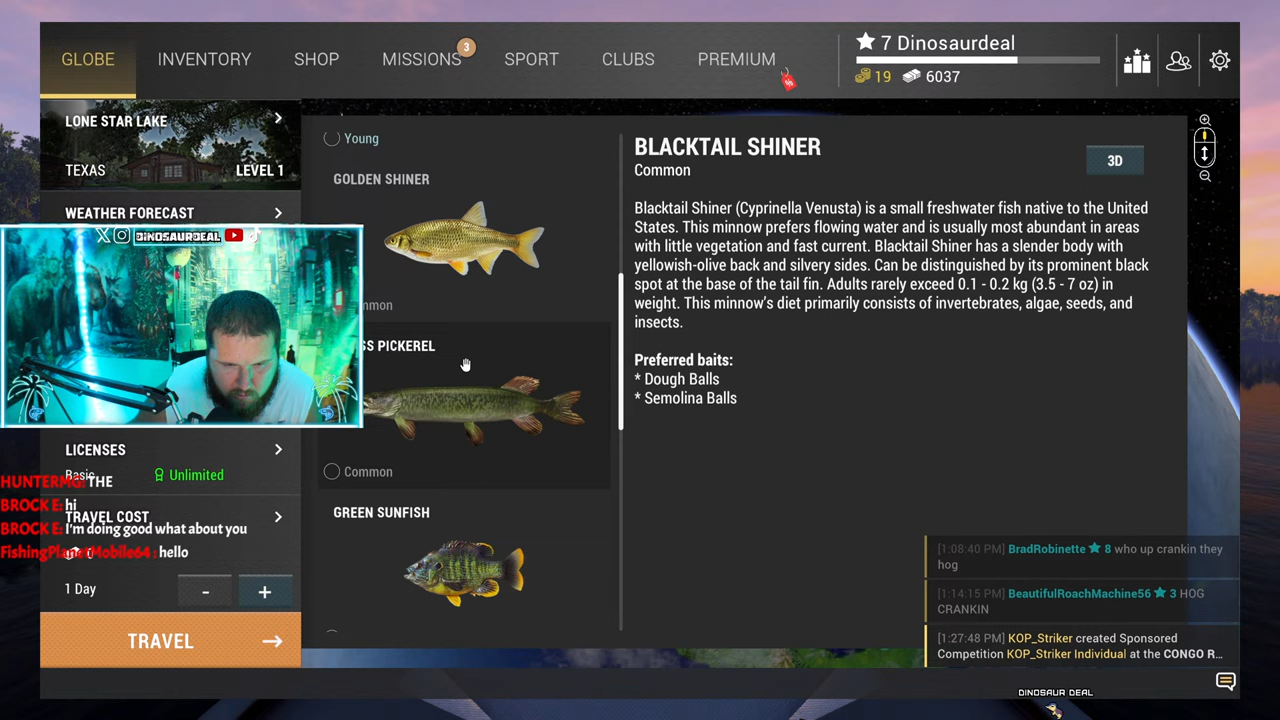 GLOBE
INVENTORY
SHOP
MISSIONS
3
SPORT
CLUBS
PREMIUM
7 Dinosaurdeal
19
6037
LONE STAR LAKE
TEXAS
LEVEL 1
WEATHER FORECAST
DINOSAURDEAL
LICENSES
Basic
Unlimited
HUNTERMG: THE
BROCK E: hi
TRAVEL COST
BROCK E: I'm doing good what about you
FishingPlanetMobile64 : hello
1 Day
-
+
TRAVEL
Young
GOLDEN SHINER
mmon
SS PICKEREL
Common
GREEN SUNFISH
BLACKTAIL SHINER
Common
3D
Blacktail Shiner (Cyprinella Venusta) is a small freshwater fish native to the United
States. This minnow prefers flowing water and is usually most abundant in areas
with little vegetation and fast current. Blacktail Shiner has a slender body with
yellowish-olive back and silvery sides. Can be distinguished by its prominent black
spot at the base of the tail fin. Adults rarely exceed 0.1 - 0.2 kg (3.5 - 7 oz) in
weight. This minnow's diet primarily consists of invertebrates, algae, seeds, and
insects.
Preferred baits:
* Dough Balls
* Semolina Balls
[1:08:40 PM] BradRobinette 8 who up crankin they
hog
[1:14:15 PM] BeautifulRoachMachine56 3 HOG
CRANKIN
[1:27:48 PM] KOP_Striker created Sponsored
Competition KOP_Striker Individual at the CONGO R...
DINOSAUR DEAL